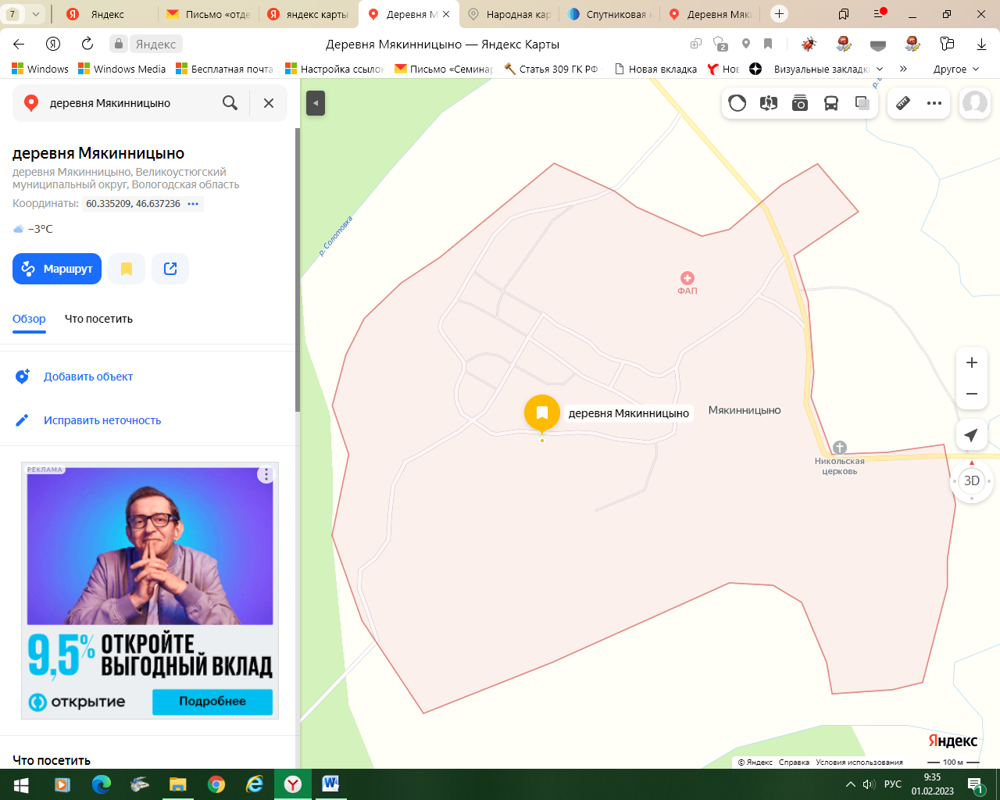 7
Яндекс
Письмо «отде
яндекс карты
Деревня М
Народная кар
Спутниковая
Деревня Мяк
Яндекс
Деревня Мякинницыно — Яндекс Карты
2
Windows
Windows Media
Бесплатная почта
Настройка ссылок
Письмо «Семинар
Статья 309 ГК РФ
Новая вкладка
Нов
Визуальные закладки
Другое
деревня Мякинницыно
деревня Мякинницыно
деревня Мякинницыно, Великоустюгский
муниципальный округ, Вологодская область
Координаты: 60.335209, 46.637236
–3°C
Маршрут
Обзор
Что посетить
Добавить объект
Исправить неточность
РЕКЛАМА
9,5%
ОТКРОЙТЕ
ВЫГОДНЫЙ ВКЛАД
открытие
Подробнее
Что посетить
р. Солотовка
ФАП
деревня Мякинницыно
Мякинницыно
Никольская
церковь
3D
Яндекс
© Яндекс Справка Условия использования
100 м
РУС
9:35
01.02.2023
1